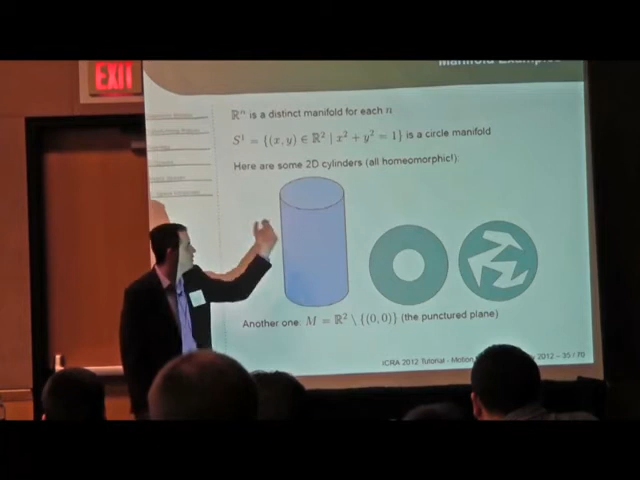 EXIT
Manifold Examples
ℝⁿ is a distinct manifold for each n
S¹ = {(x, y) ∈ ℝ² | x² + y² = 1} is a circle manifold
Here are some 2D cylinders (all homeomorphic!):
Another one: M = ℝ² \ {(0, 0)} (the punctured plane)
ICRA 2012 Tutorial - Motion 2012 – 35 / 70